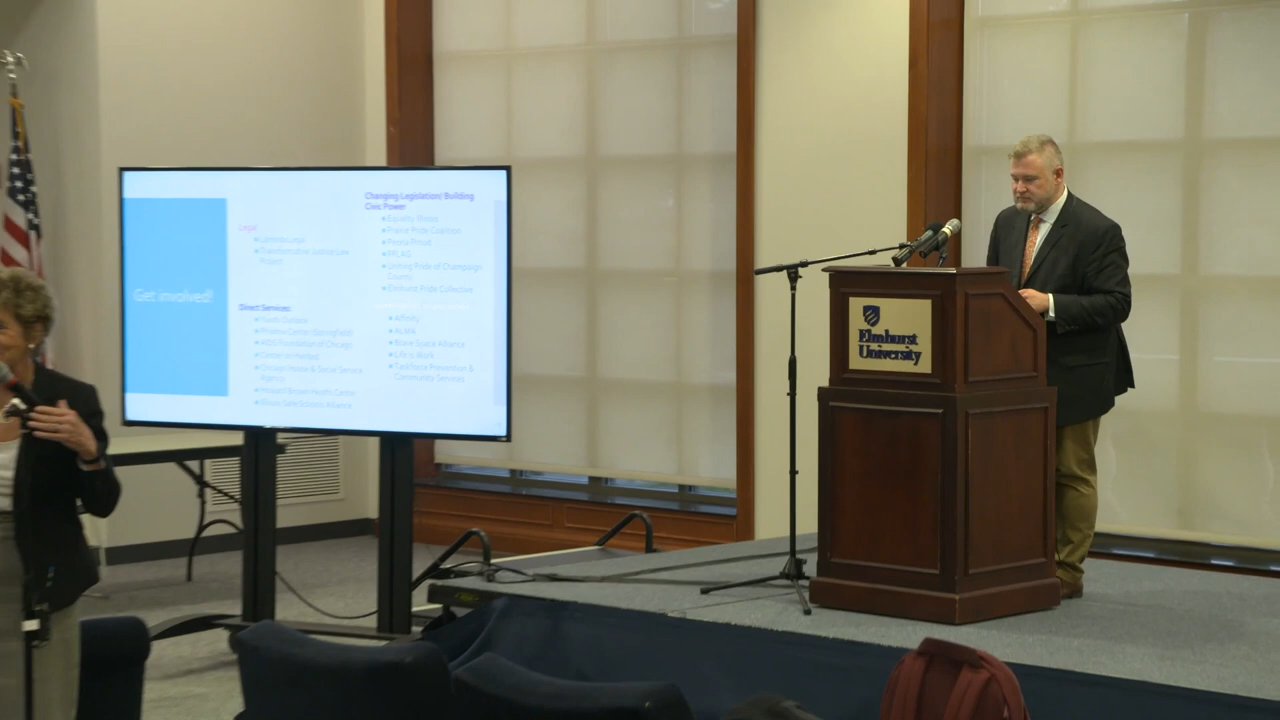 Get involved!
Legal
Lambda Legal
Transformative Justice Law
Project
Direct Services:
Youth Outlook
Phoenix Center (Springfield)
AIDS Foundation of Chicago
Center on Halsted
Chicago House & Social Service
Agency
Howard Brown Health Center
Illinois Safe Schools Alliance
Changing Legislation/ Building
Civic Power
Equality Illinois
Prairie Pride Coalition
Peoria Proud
PFLAG
Uniting Pride of Champaign
County
Elmhurst Pride Collective
Affinity
ALMA
Brave Space Alliance
Life is Work
Taskforce Prevention &
Community Services
Elmhurst
University